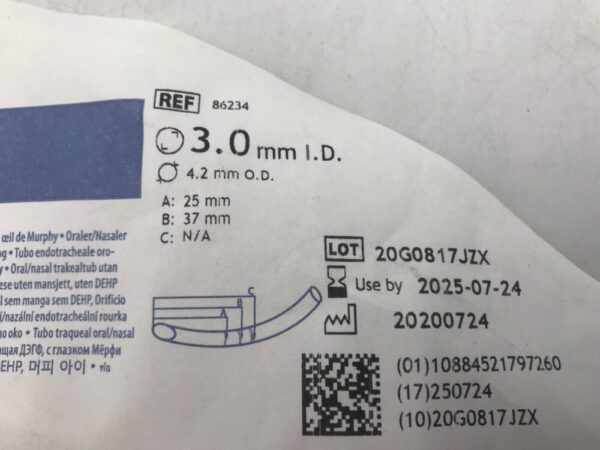 REF 86234
3.0 mm I.D.
4.2 mm O.D.
A: 25 mm
B: 37 mm
C: N/A
œil de Murphy • Oraler/Nasaler
• Tubo endotracheale oro-
• Oral/nasal trakealtub utan
uten mansjett, uten DEHP
sem manga sem DEHP, Orifício
/nazální endotracheální rourka
oko • Tubo traqueal oral/nasal
ДЭГФ, с глазком Мёрфи
DEHP, 머피 아이 •
C
B
A
LOT 20G0817JZX
Use by 2025-07-24
20200724
(01)10884521797260
(17)250724
(10)20G0817JZX